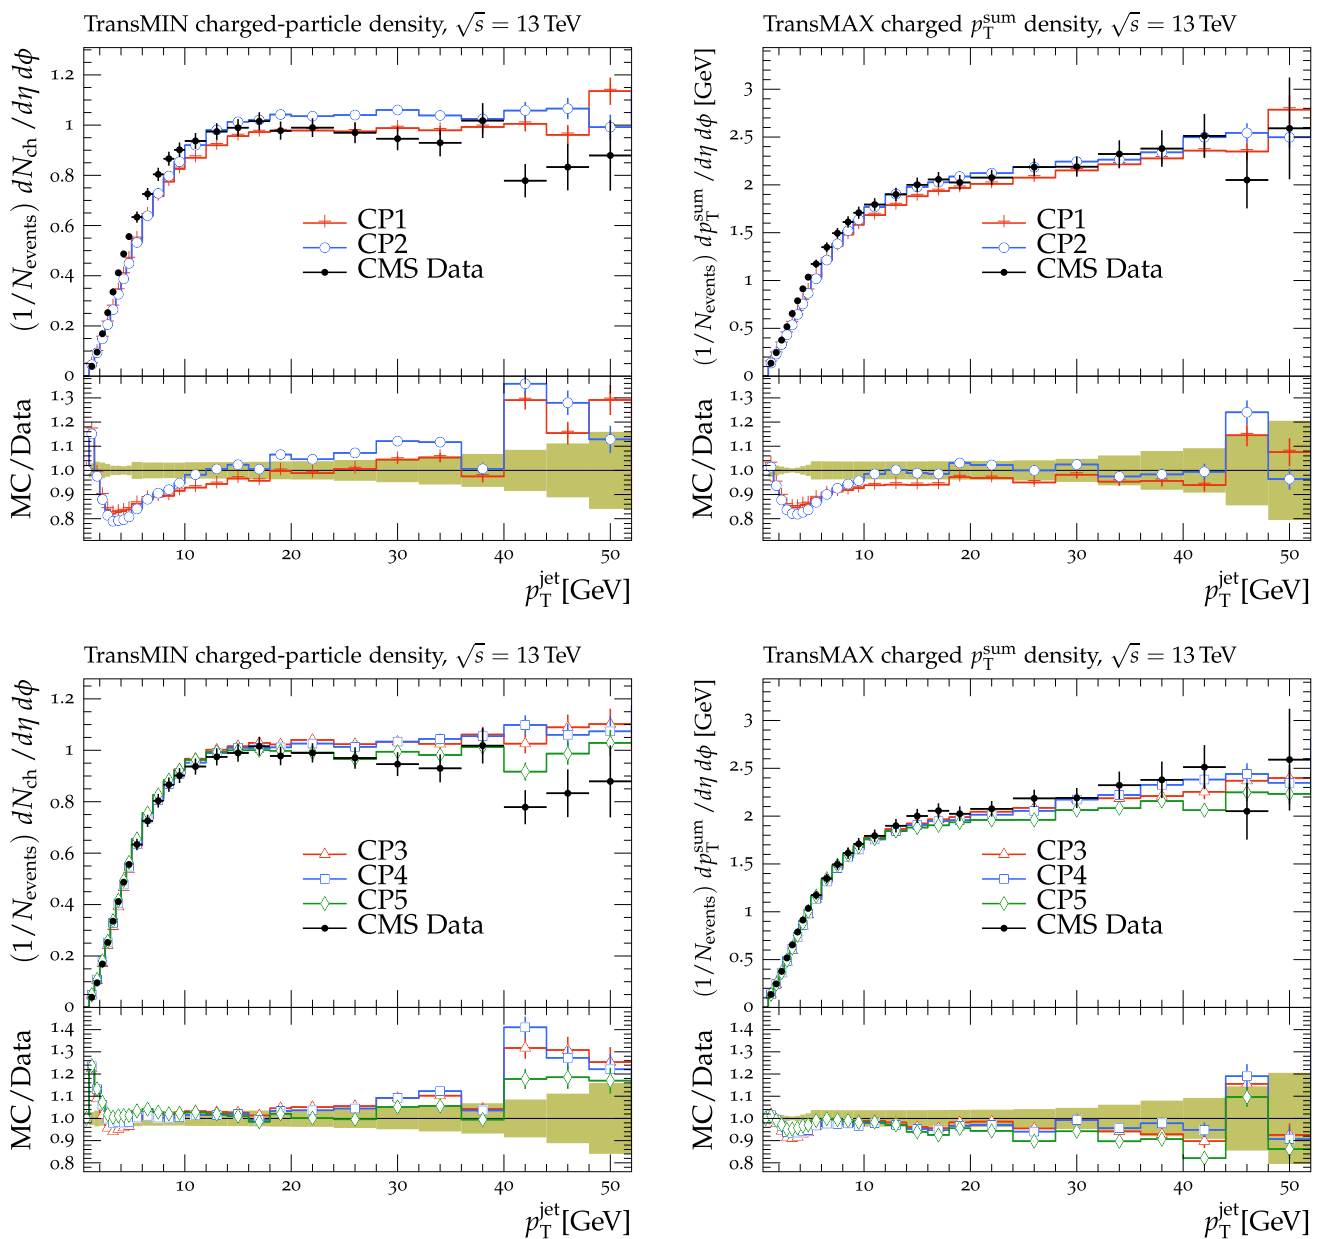 TransMIN charged-particle density, √s = 13 TeV
(1/N_events) dN_ch/dη dϕ
1.2
1
0.8
0.6
0.4
0.2
0
CP1
CP2
CMS Data
MC/Data
1.3
1.2
1.1
1.0
0.9
0.8
10
20
30
40
50
p_T^jet [GeV]
TransMAX charged p_T^sum density, √s = 13 TeV
(1/N_events) dp_T^sum/dη dϕ [GeV]
3
2.5
2
1.5
1
0.5
0
CP1
CP2
CMS Data
MC/Data
1.3
1.2
1.1
1.0
0.9
0.8
10
20
30
40
50
p_T^jet [GeV]
TransMIN charged-particle density, √s = 13 TeV
(1/N_events) dN_ch/dη dϕ
1.2
1
0.8
0.6
0.4
0.2
0
CP3
CP4
CP5
CMS Data
MC/Data
1.4
1.3
1.2
1.1
1.0
0.9
0.8
10
20
30
40
50
p_T^jet [GeV]
TransMAX charged p_T^sum density, √s = 13 TeV
(1/N_events) dp_T^sum/dη dϕ [GeV]
3
2.5
2
1.5
1
0.5
0
CP3
CP4
CP5
CMS Data
MC/Data
1.4
1.3
1.2
1.1
1.0
0.9
0.8
10
20
30
40
50
p_T^jet [GeV]